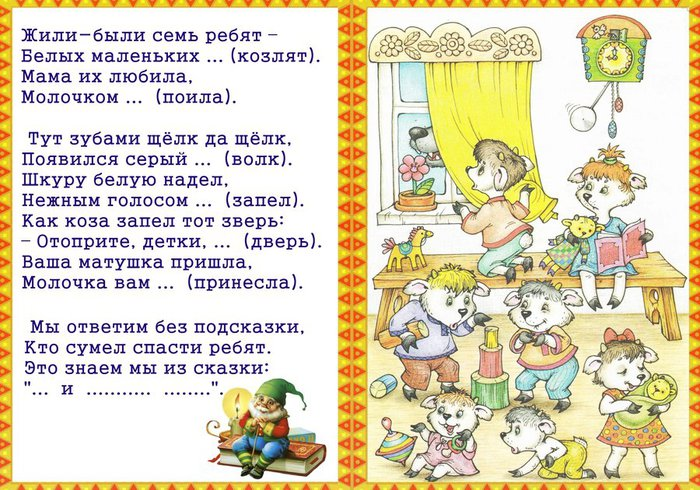 Жили-были семь ребят –
Белых маленьких ... (козлят).
Мама их любила,
Молочком ... (поила).
Тут зубами щёлк да щёлк,
Появился серый ... (волк).
Шкуру белую надел,
Нежным голосом ... (запел).
Как коза запел тот зверь:
– Отоприте, детки, ... (дверь).
Ваша матушка пришла,
Молочка вам ... (принесла).
Мы ответим без подсказки,
Кто сумел спасти ребят.
Это знаем мы из сказки:
"... и ........... ........".